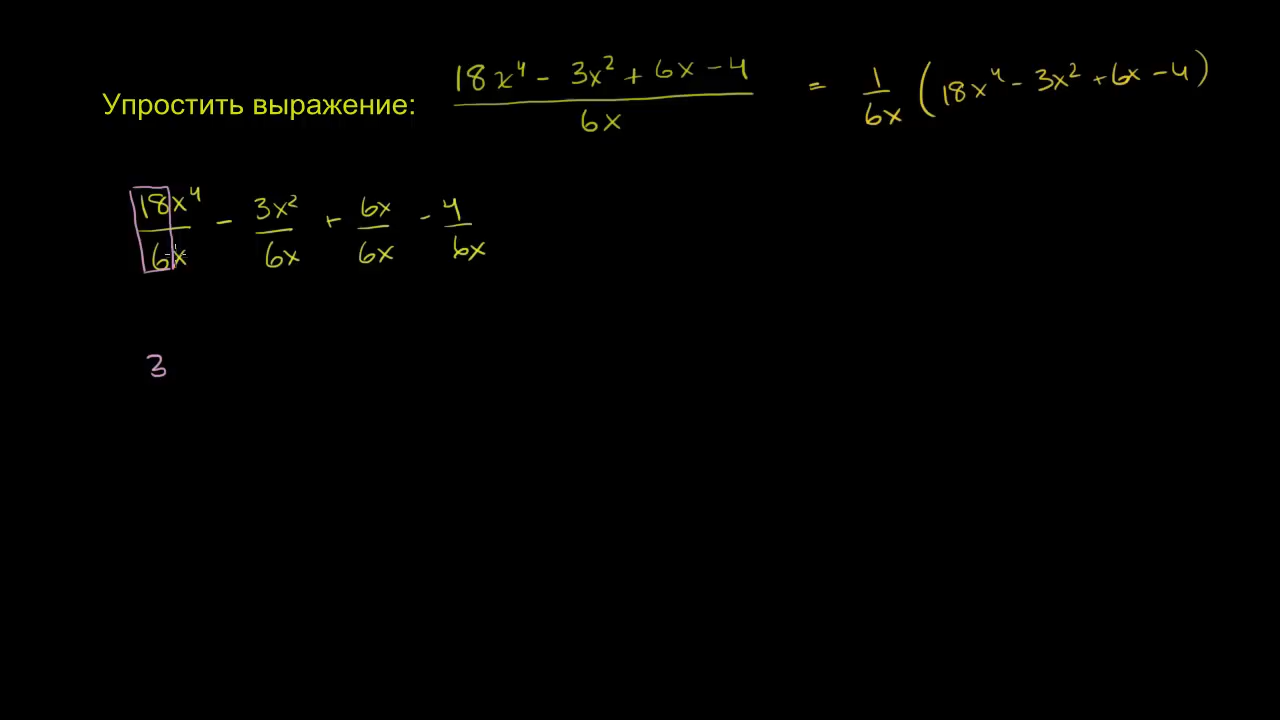 Упростить выражение: (18x⁴ - 3x² + 6x - 4)/(6x) = 1/(6x) (18x⁴ - 3x² + 6x - 4)
18x⁴/6x - 3x²/6x + 6x/6x - 4/6x
3